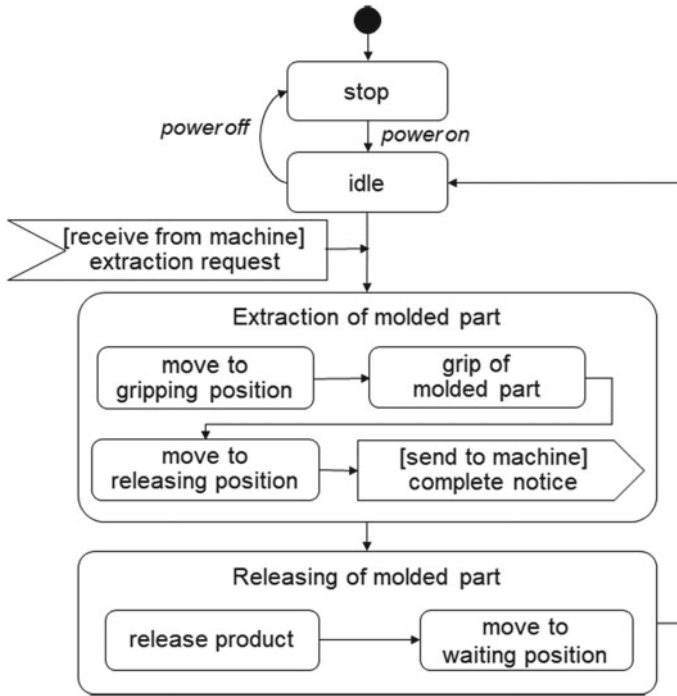 stop
power off
power on
idle
[receive from machine]
extraction request
Extraction of molded part
move to
gripping position
grip of
molded part
move to
releasing position
[send to machine]
complete notice
Releasing of molded part
release product
move to
waiting position